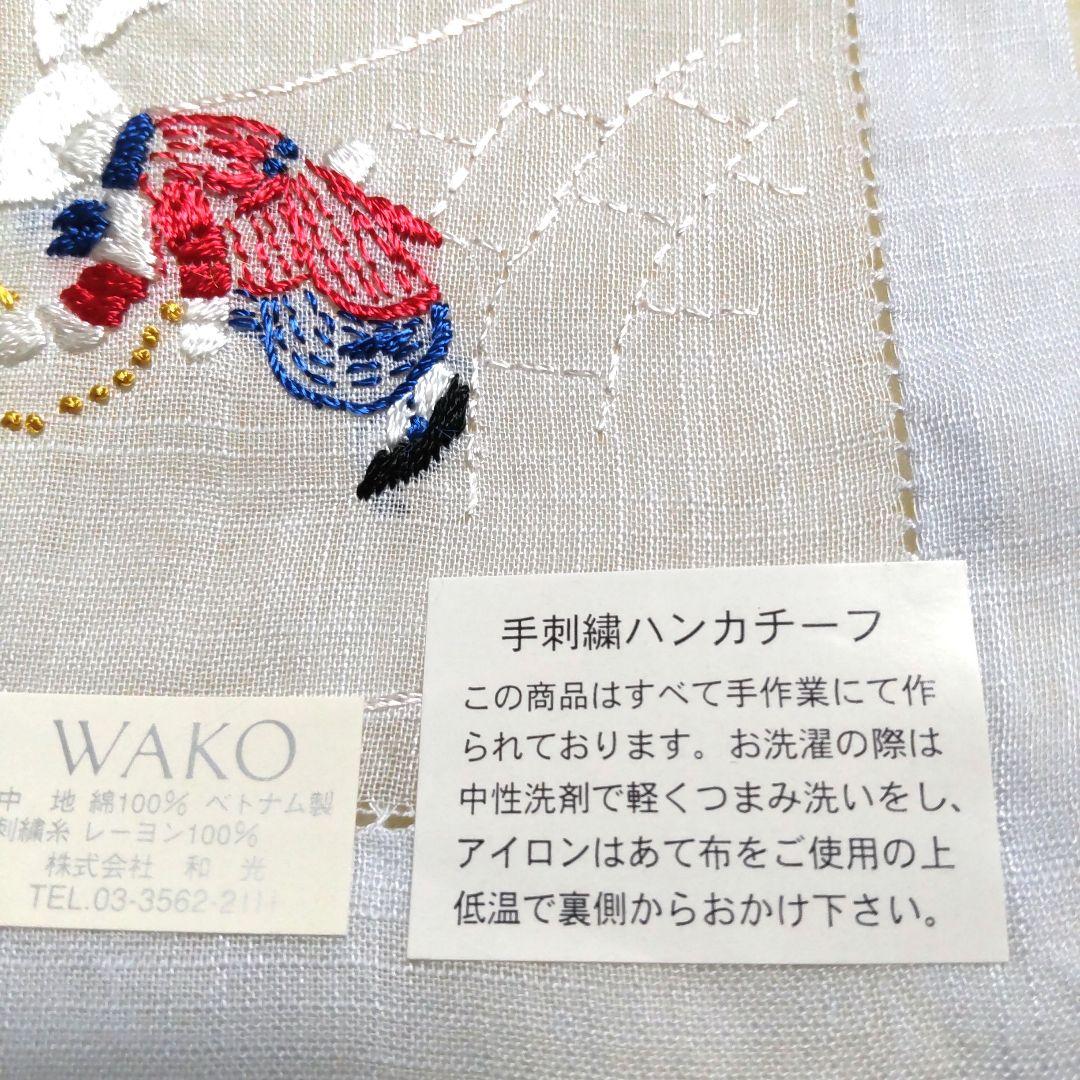 手刺繍ハンカチーフ
この商品はすべて手作業にて作
られております。お洗濯の際は
中性洗剤で軽くつまみ洗いをし、
アイロンはあて布をご使用の上
低温で裏側からおかけ下さい。
WAKO
中 地 綿100% ベトナム製
刺繍糸 レーヨン100%
株式会社 和 光
TEL.03-3562-2111